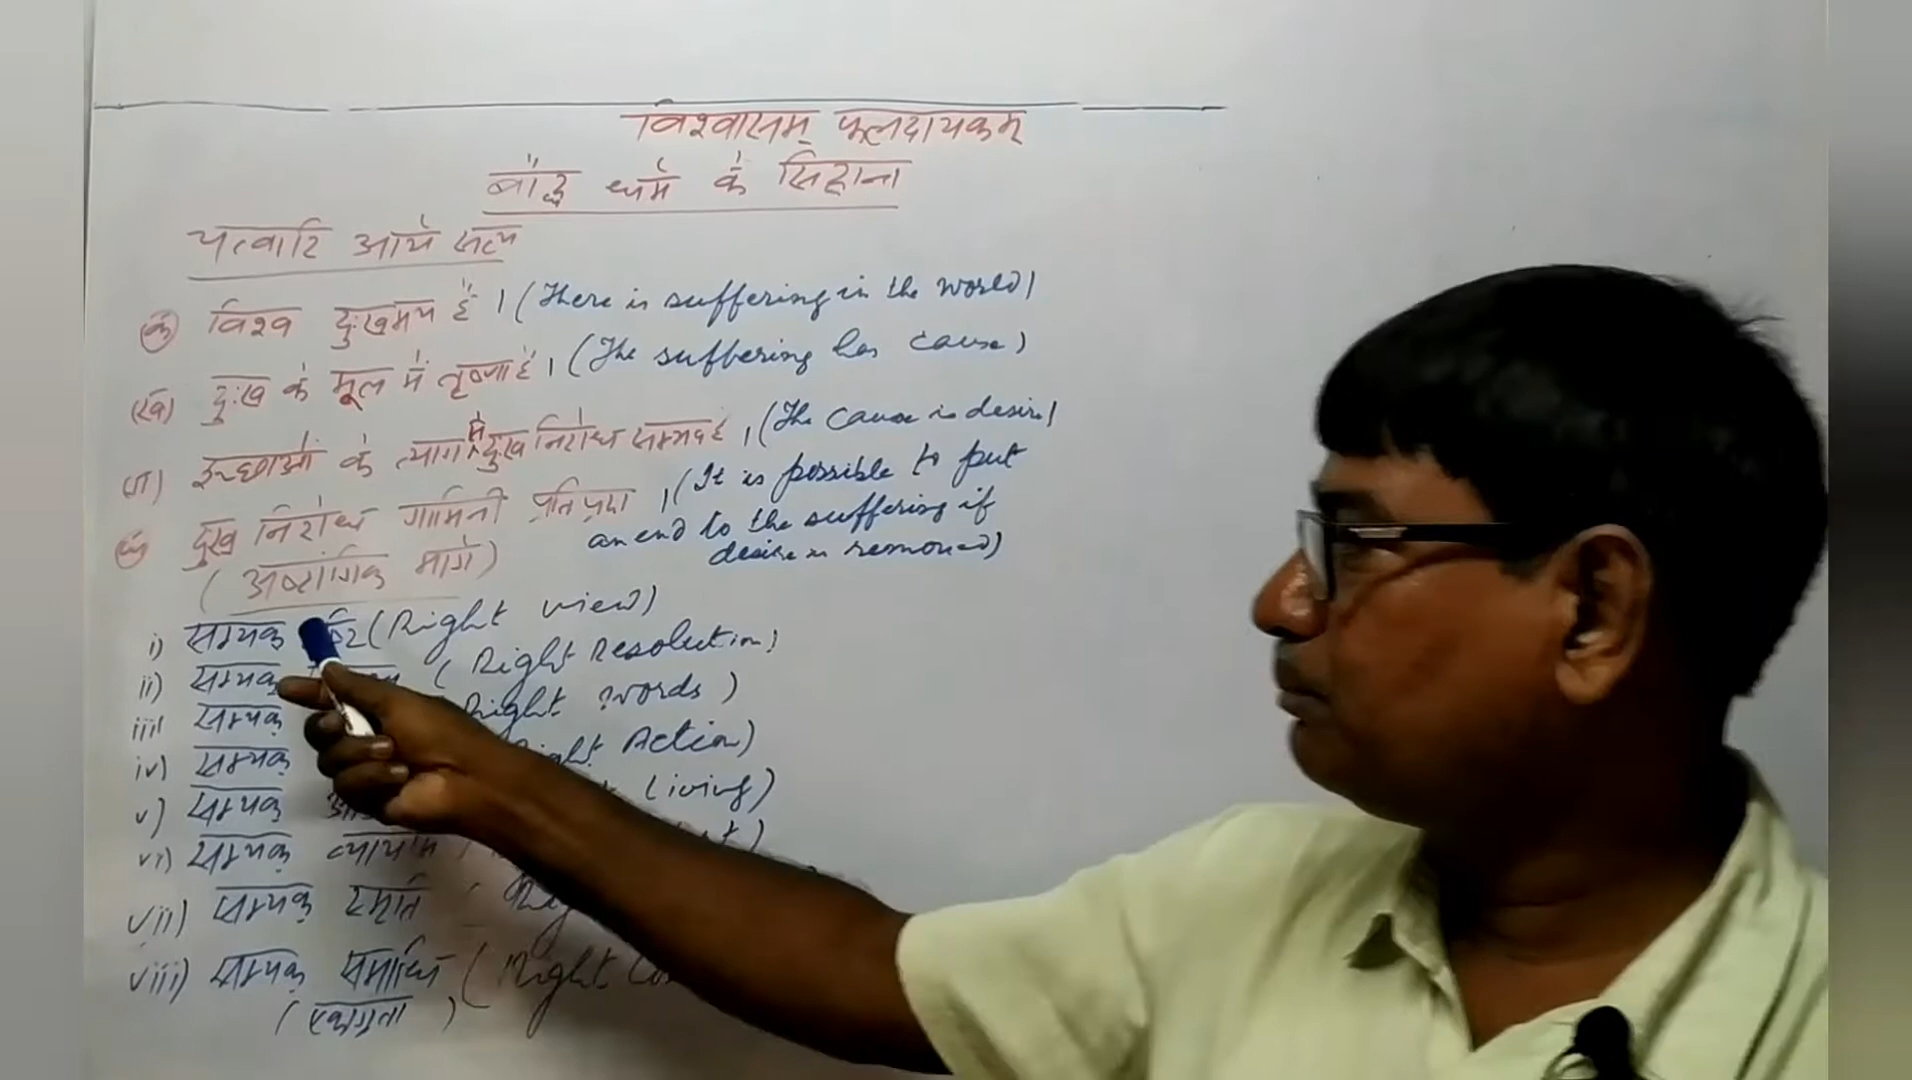 विश्वासम् फलदायकम्
बौद्ध धर्म के सिद्धान्त
चत्वारि आर्य सत्य
(क) विश्व दुःखमय है । (There is suffering in the world)
(ख) दुःख के मूल में तृष्णा है । (The suffering has cause)
(ग) इच्छाओं के त्याग से दुःख निरोध सम्भव है । (The cause is desire)
(घ) दुःख निरोध गामिनी प्रतिपदा । (It is possible to put
an end to the suffering if
desire is removed)
( अष्टांगिक मार्ग )
i) सम्यक् (Right view)
ii) सम्यक् ( Right Resolution)
iii) सम्यक् Right words )
iv) सम्यक् Right Action)
v) सम्यक् Living)
vi) सम्यक् व्यायाम (
vii) सम्यक् स्मृति (
viii) सम्यक् समाधि ( Right
( एकाग्रता )